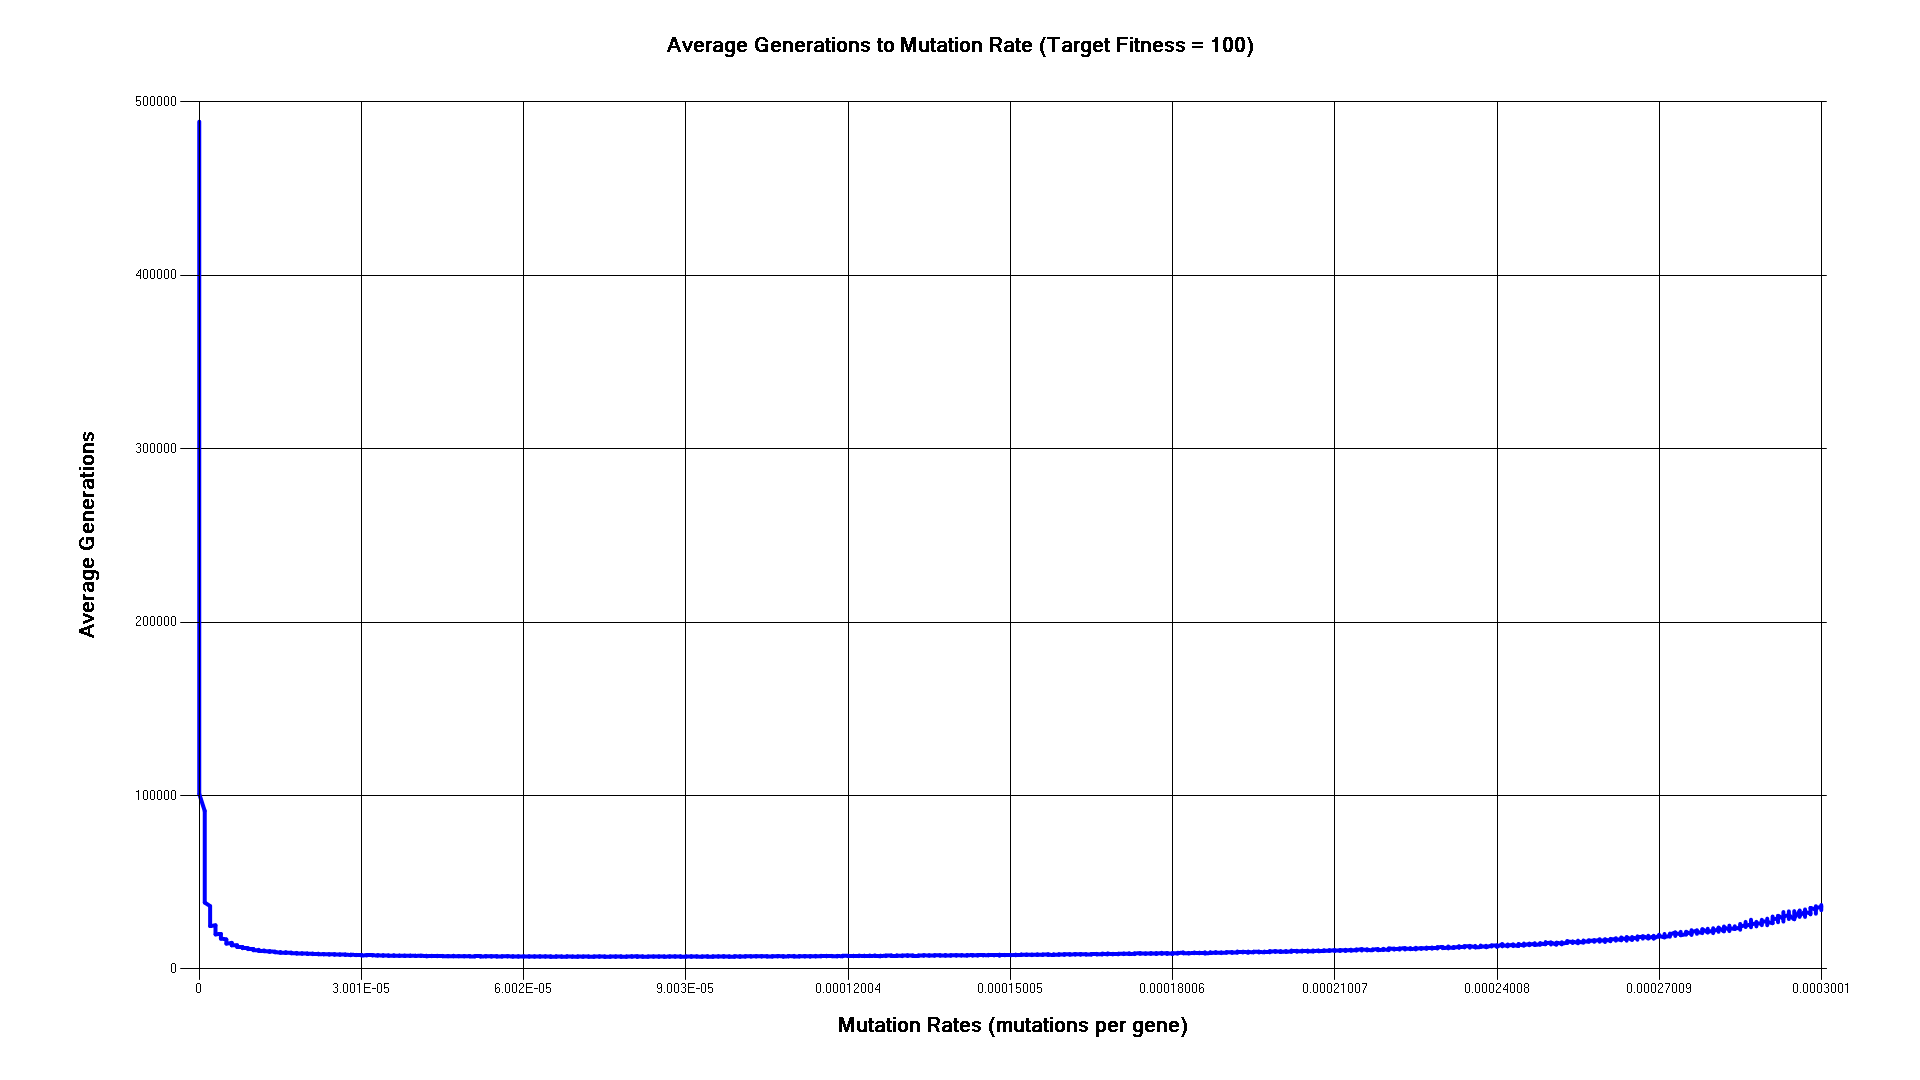 Average Generations to Mutation Rate (Target Fitness = 100)
500000
400000
300000
200000
100000
0
Average Generations
0 3.001E-05 6.002E-05 9.003E-05 0.00012004 0.00015005 0.00018006 0.00021007 0.00024008 0.00027009 0.0003001
Mutation Rates (mutations per gene)